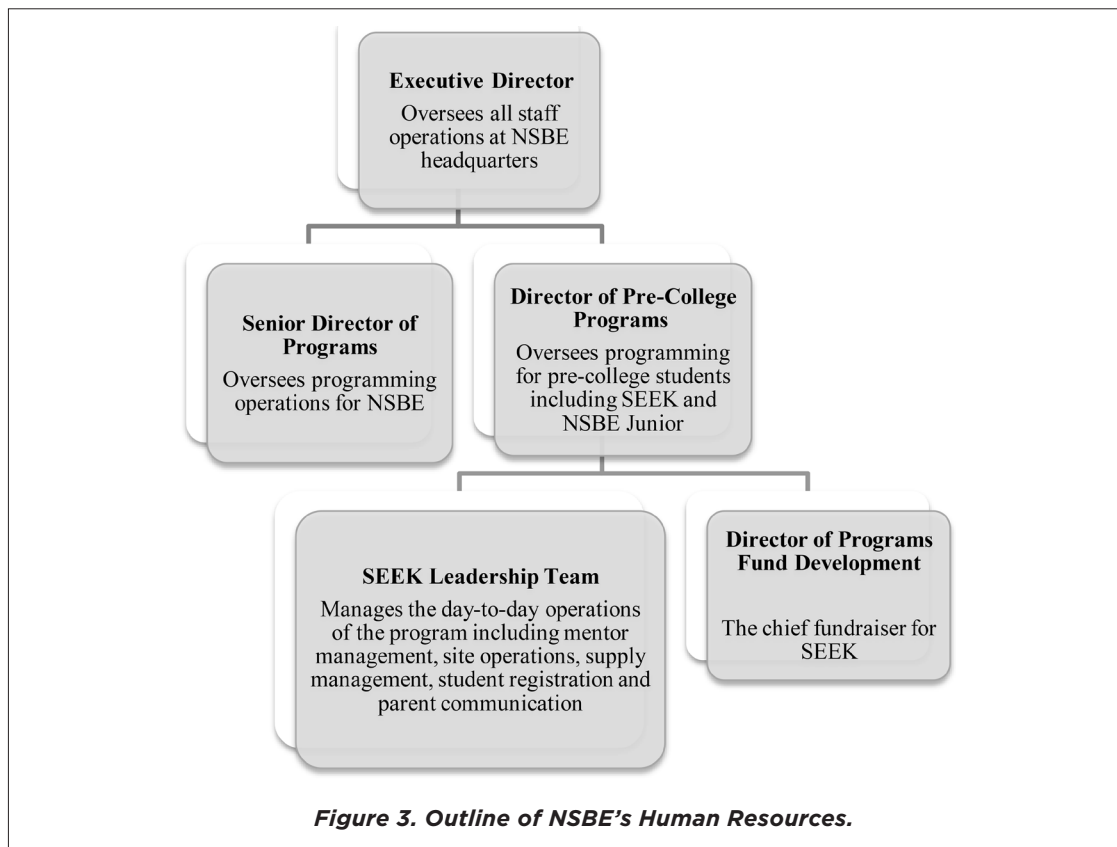 Executive Director
Oversees all staff
operations at NSBE
headquarters
Senior Director of
Programs
Oversees programming
operations for NSBE
Director of Pre-College
Programs
Oversees programming
for pre-college students
including SEEK and
NSBE Junior
SEEK Leadership Team
Manages the day-to-day operations
of the program including mentor
management, site operations, supply
management, student registration and
parent communication
Director of Programs
Fund Development
The chief fundraiser for
SEEK
Figure 3. Outline of NSBE's Human Resources.